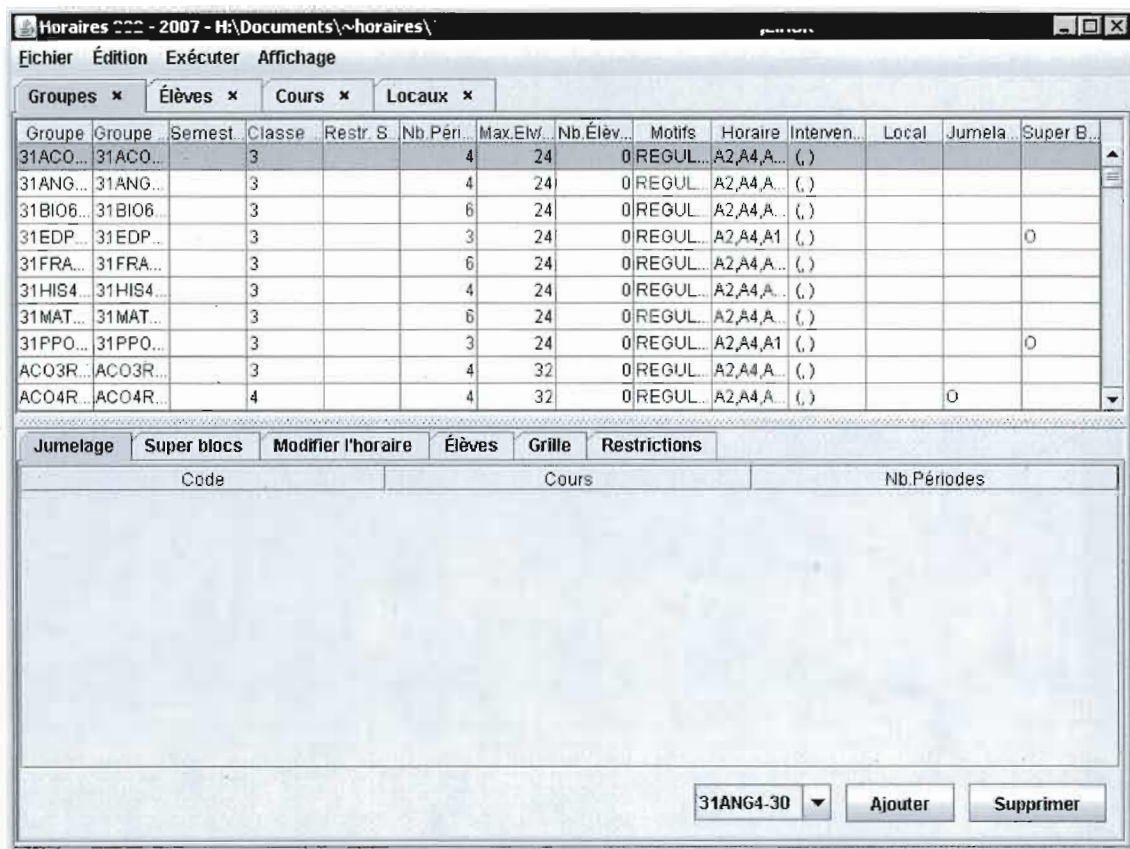 Horaires - 2007 - H:\Documents\~horaires\
Fichier Édition Exécuter Affichage
Groupes × Élèves × Cours × Locaux ×
Groupe Groupe ... Semest... Classe Restr. S... Nb.Péri... Max.Elv/... Nb.Élèv... Motifs Horaire Interven... Local Jumela... Super B...
31ACO... 31ACO... 3 4 24 0 REGUL... A2,A4,A... (, )
31ANG... 31ANG... 3 4 24 0 REGUL... A2,A4,A... (, )
31BIO6... 31BIO6... 3 6 24 0 REGUL... A2,A4,A... (, )
31EDP... 31EDP... 3 3 24 0 REGUL... A2,A4,A1 (, ) O
31FRA... 31FRA... 3 6 24 0 REGUL... A2,A4,A... (, )
31HIS4... 31HIS4... 3 4 24 0 REGUL... A2,A4,A... (, )
31MAT... 31MAT... 3 6 24 0 REGUL... A2,A4,A... (, )
31PPO... 31PPO... 3 3 24 0 REGUL... A2,A4,A1 (, ) O
ACO3R... ACO3R... 3 4 32 0 REGUL... A2,A4,A... (, )
ACO4R... ACO4R... 4 4 32 0 REGUL... A2,A4,A... (, ) O
Jumelage Super blocs Modifier l'horaire Élèves Grille Restrictions
Code Cours Nb.Périodes
31ANG4-30 Ajouter Supprimer